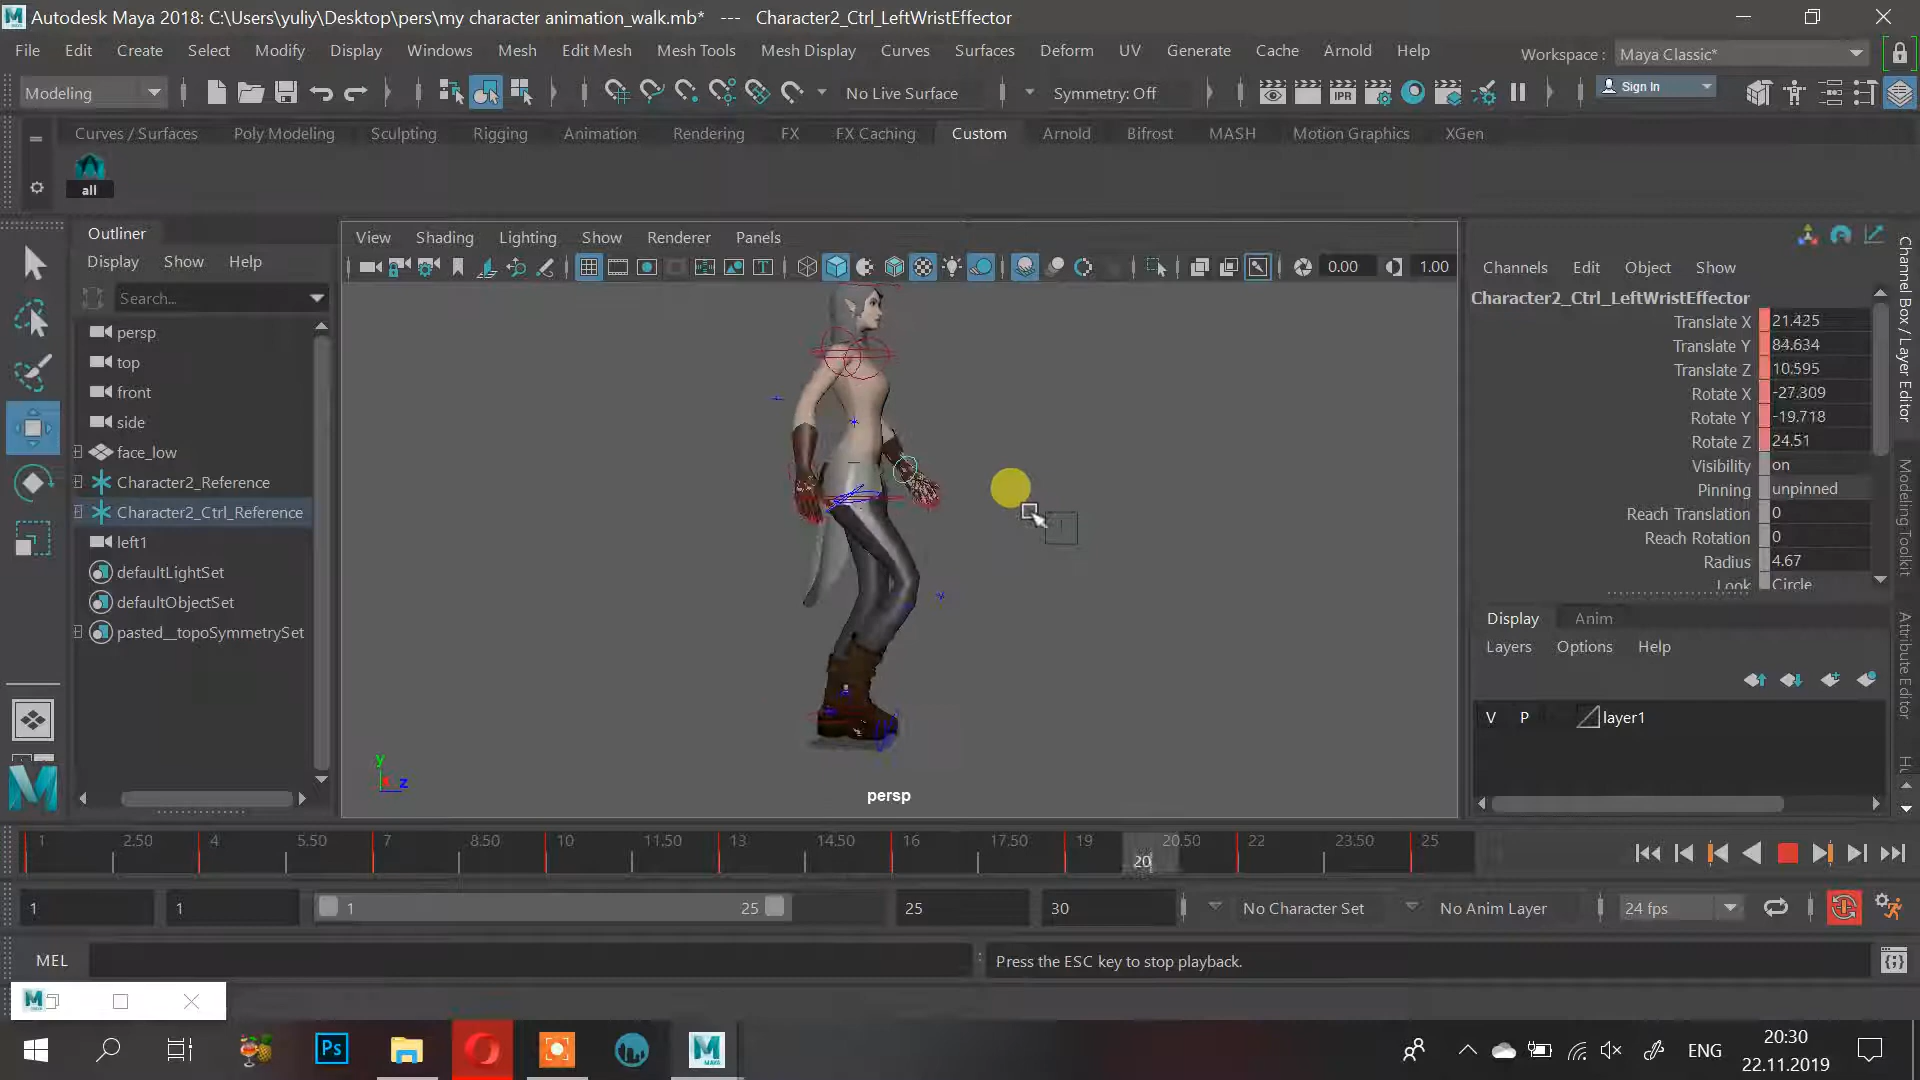 Autodesk Maya 2018: C:\Users\yuliy\Desktop\pers\my character animation_walk.mb* --- Character2_Ctrl_LeftWristEffector
File Edit Create Select Modify Display Windows Mesh Edit Mesh Mesh Tools Mesh Display Curves Surfaces Deform UV Generate Cache Arnold Help Workspace : Maya Classic*
Modeling No Live Surface Symmetry: Off IPR Sign In
Curves / Surfaces Poly Modeling Sculpting Rigging Animation Rendering FX FX Caching Custom Arnold Bifrost MASH Motion Graphics XGen
all
Outliner
Display Show Help
Search...
persp
top
front
side
face_low
Character2_Reference
Character2_Ctrl_Reference
left1
defaultLightSet
defaultObjectSet
pasted__topoSymmetrySet
View Shading Lighting Show Renderer Panels
0.00 1.00
y
z
persp
Channels Edit Object Show
Character2_Ctrl_LeftWristEffector
Translate X 21.425
Translate Y 84.634
Translate Z 10.595
Rotate X -27.309
Rotate Y -19.718
Rotate Z 24.51
Visibility on
Pinning unpinned
Reach Translation 0
Reach Rotation 0
Radius 4.67
Look Circle
Display Anim
Layers Options Help
V P layer1
Channel Box / Layer Editor
Modeling Toolkit
Attribute Editor
1 2.50 4 5.50 7 8.50 10 11.50 13 14.50 16 17.50 19 20.50 22 23.50 25
20
1 1 1 25 25 30 No Character Set No Anim Layer 24 fps
MEL Press the ESC key to stop playback.
Ps
MAYA
ENG
20:30
22.11.2019